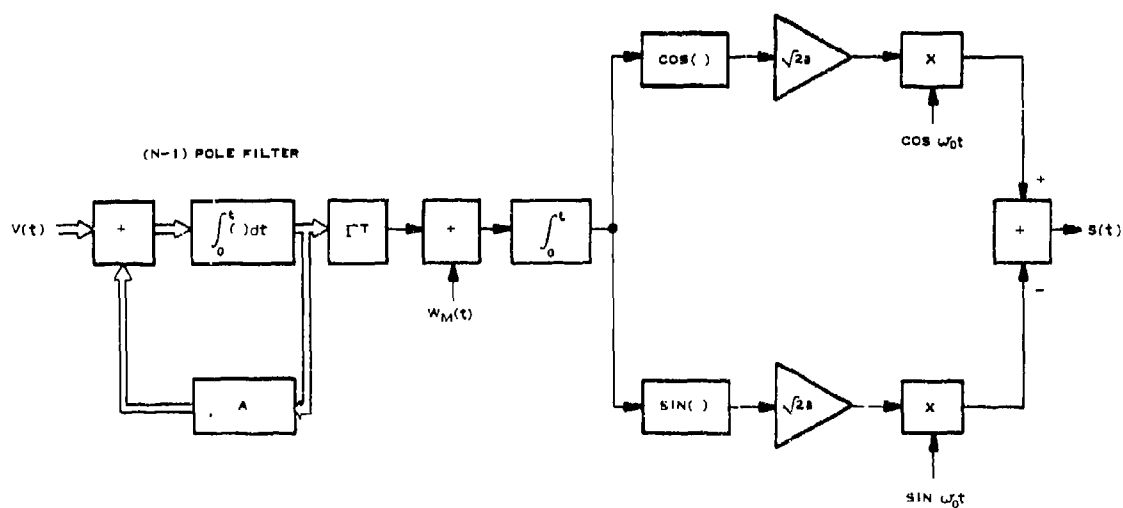 COS( )
√2a
X
COS ω₀t
(N-1) POLE FILTER
V(t)
+
∫₀ᵗ( )dt
ΓT
+
∫₀ᵗ
W_M(t)
+
+
S(t)
−
A
SIN( )
√2a
X
SIN ω₀t